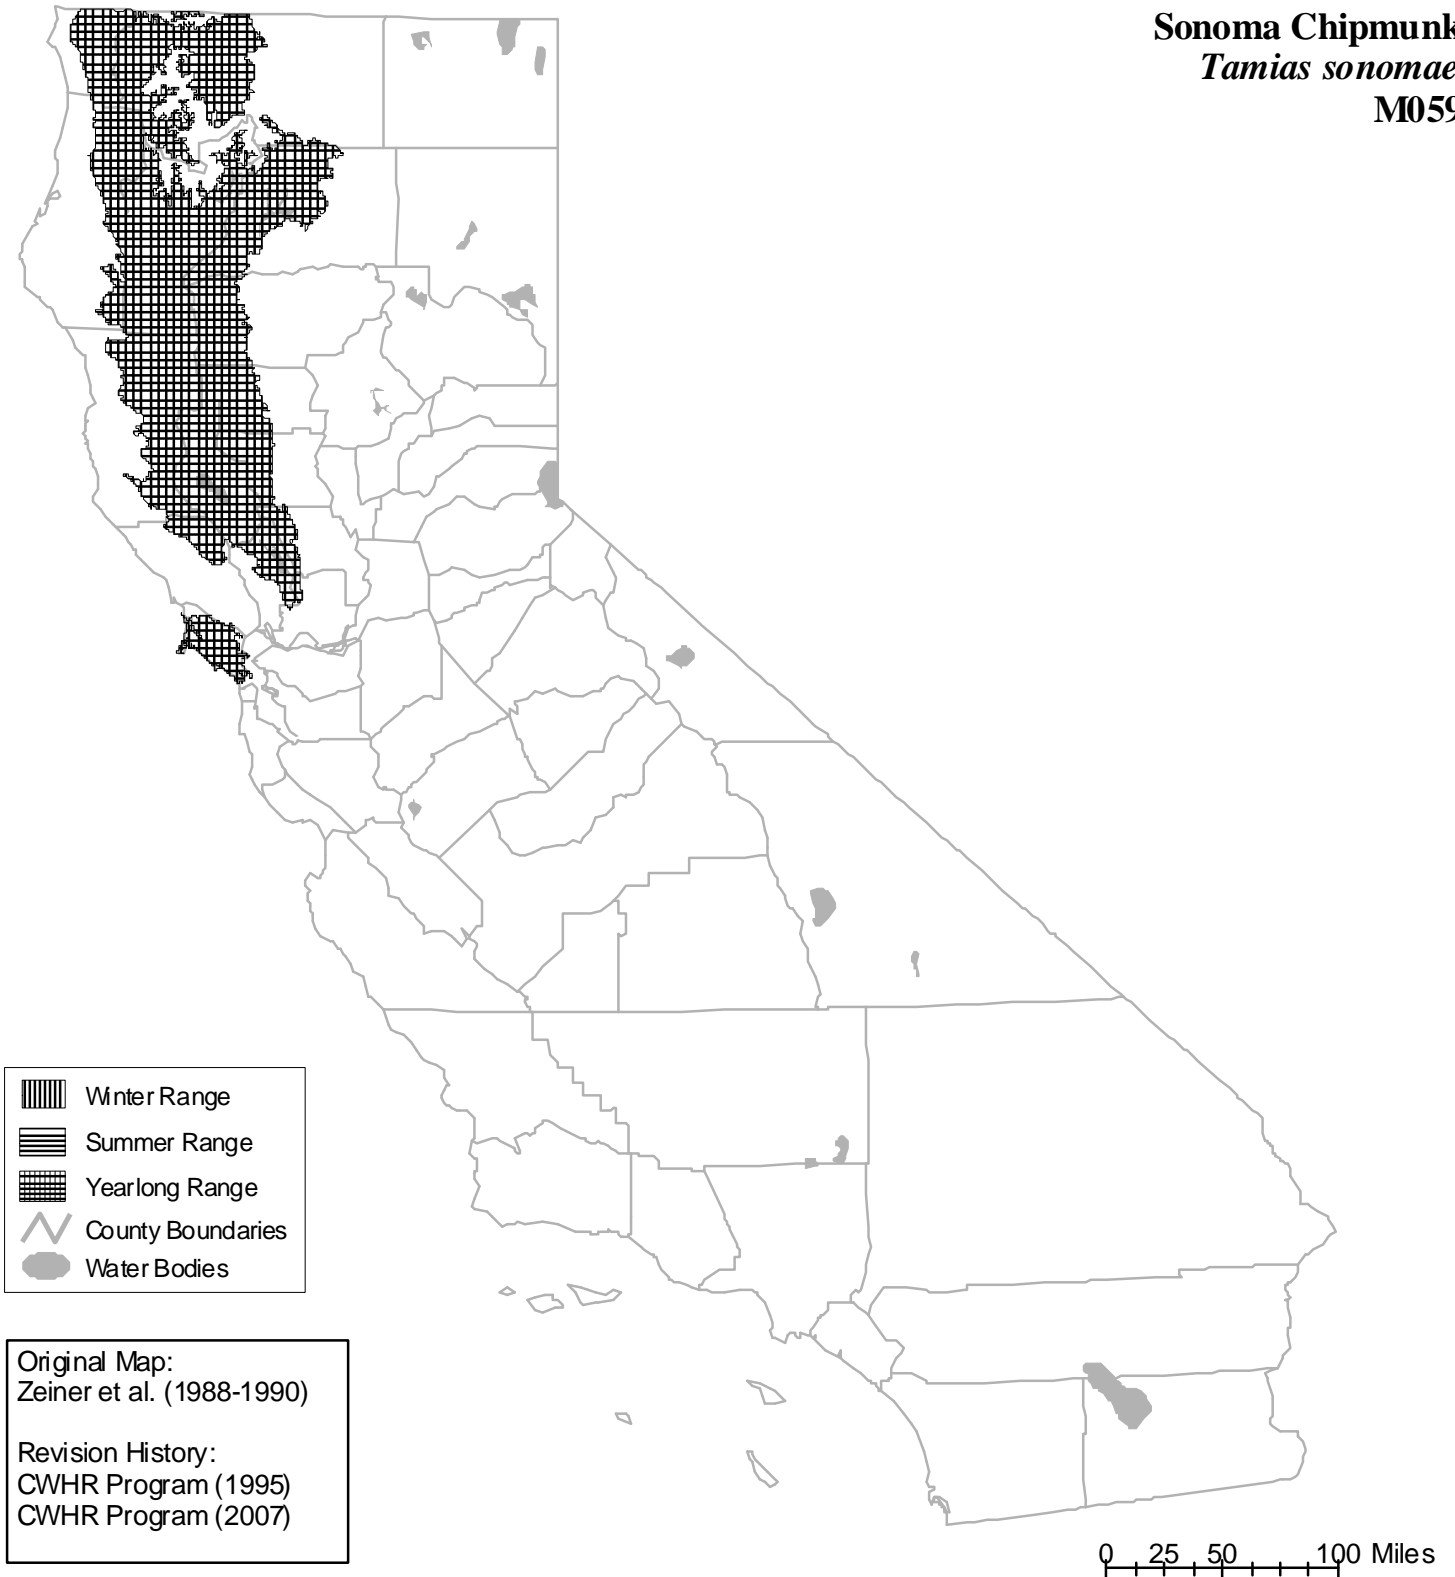 Sonoma Chipmunk
Tamias sonomae
M059
Winter Range
Summer Range
Yearlong Range
County Boundaries
Water Bodies
Original Map:
Zeiner et al. (1988-1990)
Revision History:
CWHR Program (1995)
CWHR Program (2007)
0 25 50 100 Miles